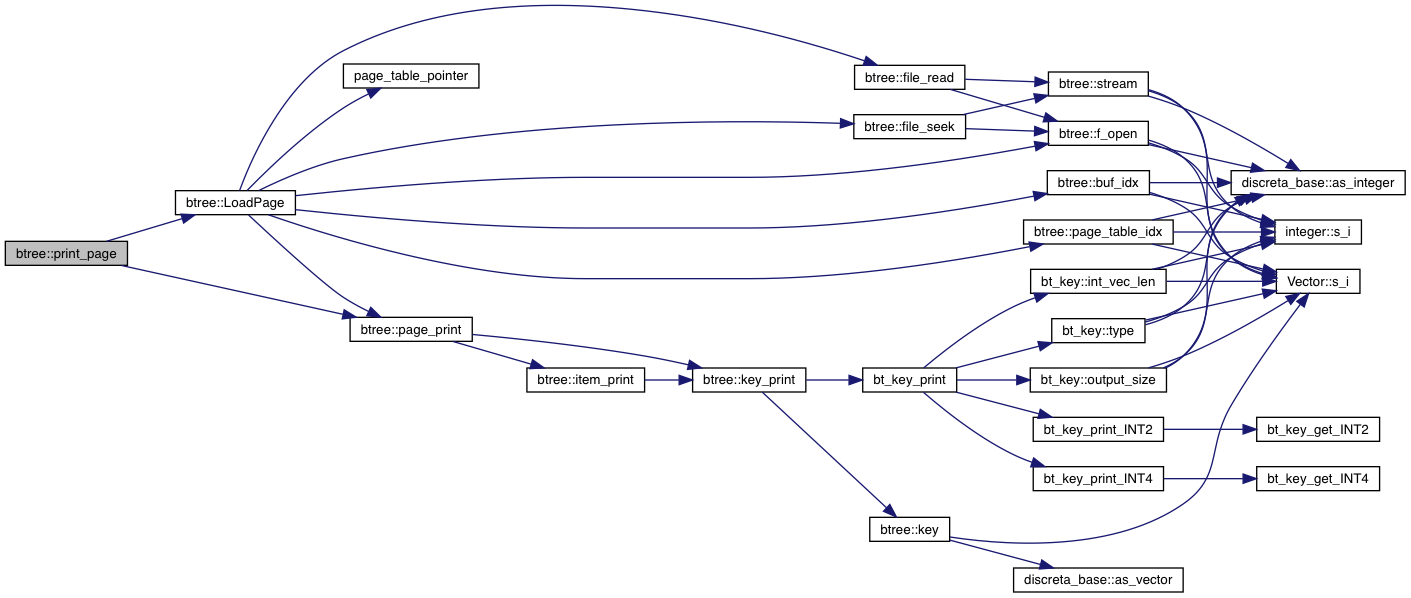 btree::print_page
btree::LoadPage
page_table_pointer
btree::page_print
btree::item_print
btree::key_print
btree::file_read
btree::file_seek
bt_key_print
btree::key
btree::stream
btree::f_open
btree::buf_idx
btree::page_table_idx
bt_key::int_vec_len
bt_key::type
bt_key::output_size
bt_key_print_INT2
bt_key_print_INT4
discreta_base::as_vector
discreta_base::as_integer
integer::s_i
Vector::s_i
bt_key_get_INT2
bt_key_get_INT4